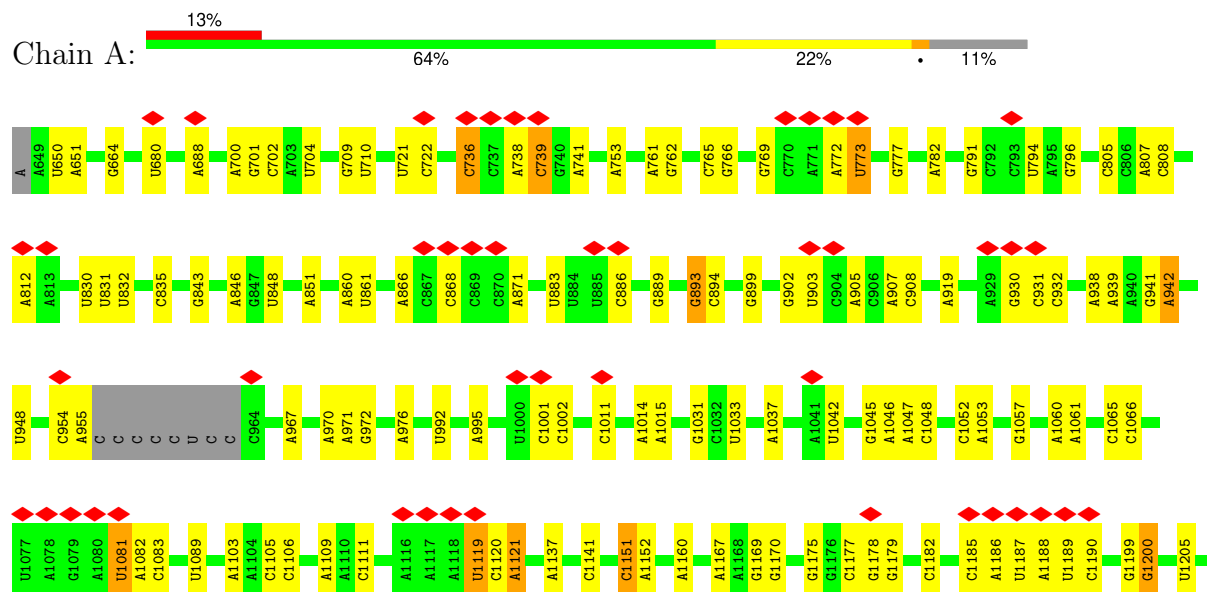 13%
Chain A:
64% 22% • 11%
A A649 U650 A651 G664 U680 A688 A700 G701 C702 A703 U704 G709 U710 U721 C722 C736 C737 A738 C739 G740 A741 A753 A761 G762 C765 G766 G769 C770 A771 A772 U773 G777 A782 G791 C792 C793 U794 A795 G796 C805 C806 A807 C808
A812 A813 U830 U831 U832 C835 G843 A846 G847 U848 A851 A860 U861 A866 C867 C868 C869 C870 A871 U883 U884 U885 C886 G889 G893 C894 G899 G902 U903 C904 A905 C906 A907 C908 A919 A929 G930 C931 C932 A938 A939 A940 G941 A942
U948 C954 A955 C C C C C U C C C964 A967 A970 A971 G972 A976 U992 A995 U1000 C1001 C1002 C1011 A1014 A1015 G1031 C1032 U1033 A1037 A1041 U1042 G1045 A1046 A1047 C1048 C1052 A1053 G1057 A1060 A1061 C1065 C1066
U1077 A1078 G1079 A1080 U1081 A1082 C1083 U1089 A1103 A1104 C1105 C1106 A1109 A1110 C1111 A1116 A1117 A1118 U1119 C1120 A1121 A1137 C1141 C1151 A1152 A1160 A1167 A1168 G1169 G1170 G1175 G1176 C1177 G1178 G1179 C1182 C1185 A1186 U1187 A1188 U1189 C1190 G1199 G1200 U1205